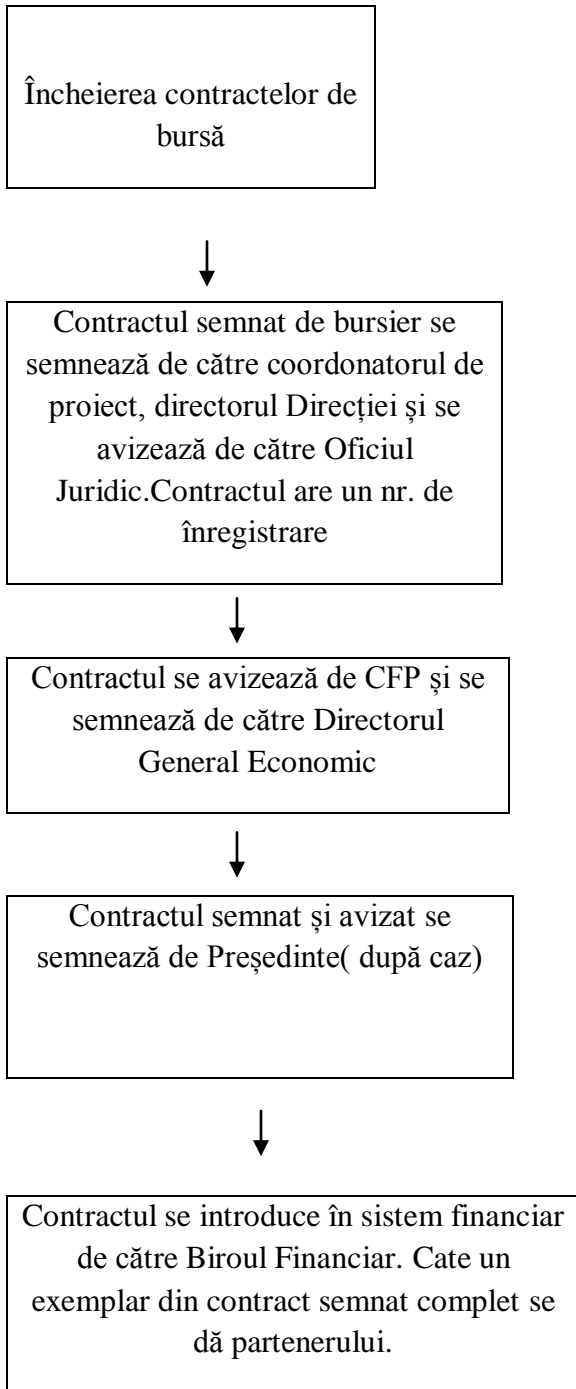 Încheierea contractelor de
bursă
Contractul semnat de bursier se
semnează de către coordonatorul de
proiect, directorul Direcției și se
avizează de către Oficiul
Juridic.Contractul are un nr. de
înregistrare
Contractul se avizează de CFP și se
semnează de către Directorul
General Economic
Contractul semnat și avizat se
semnează de Președinte( după caz)
Contractul se introduce în sistem financiar
de către Biroul Financiar. Cate un
exemplar din contract semnat complet se
dă partenerului.